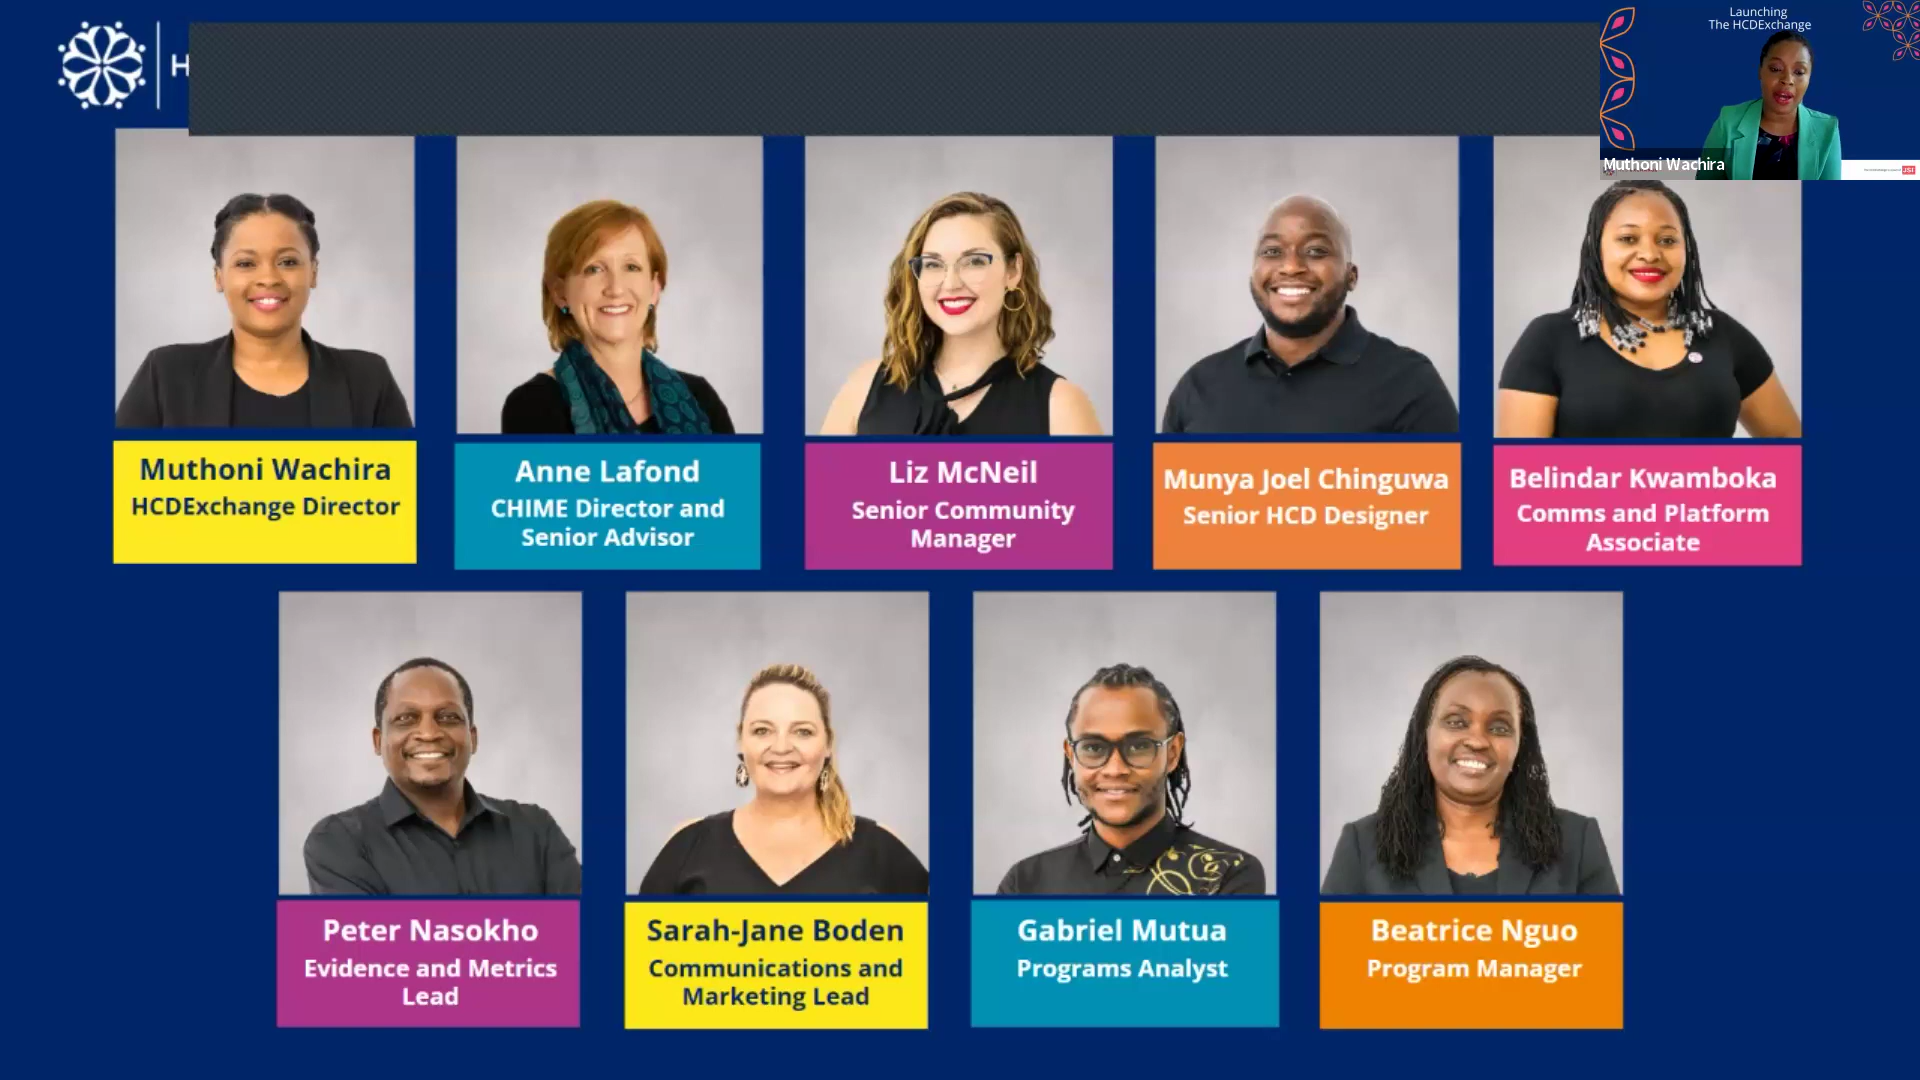 H
Launching
The HCDExchange
Muthoni Wachira
JSI
Muthoni Wachira
HCDExchange Director
Anne Lafond
CHIME Director and
Senior Advisor
Liz McNeil
Senior Community
Manager
Munya Joel Chinguwa
Senior HCD Designer
Belindar Kwamboka
Comms and Platform
Associate
Peter Nasokho
Evidence and Metrics
Lead
Sarah-Jane Boden
Communications and
Marketing Lead
Gabriel Mutua
Programs Analyst
Beatrice Nguo
Program Manager